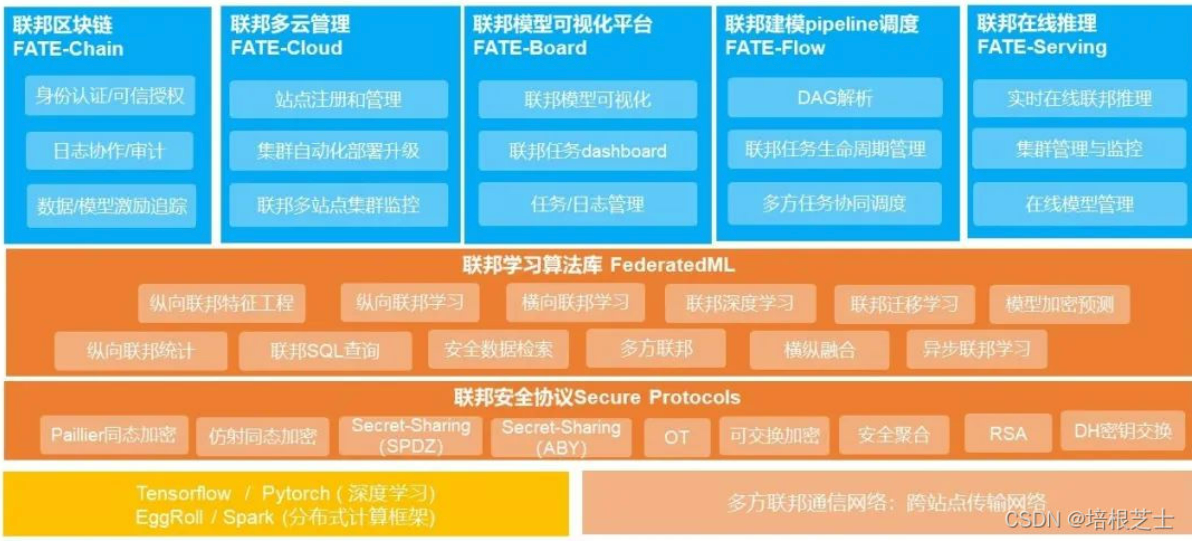 联邦区块链
FATE-Chain
身份认证/可信授权
日志协作/审计
数据/模型激励追踪
联邦多云管理
FATE-Cloud
站点注册和管理
集群自动化部署升级
联邦多站点集群监控
联邦模型可视化平台
FATE-Board
联邦模型可视化
联邦任务dashboard
任务/日志管理
联邦建模pipeline调度
FATE-Flow
DAG解析
联邦任务生命周期管理
多方任务协同调度
联邦在线推理
FATE-Serving
实时在线联邦推理
集群管理与监控
在线模型管理
联邦学习算法库 FederatedML
纵向联邦特征工程
纵向联邦学习
横向联邦学习
联邦深度学习
联邦迁移学习
模型加密预测
纵向联邦统计
联邦SQL查询
安全数据检索
多方联邦
横纵融合
异步联邦学习
联邦安全协议Secure Protocols
Paillier同态加密
仿射同态加密
Secret-Sharing
(SPDZ)
Secret-Sharing
(ABY)
OT
可交换加密
安全聚合
RSA
DH密钥交换
Tensorflow / Pytorch ( 深度学习)
EggRoll / Spark (分布式计算框架)
多方联邦通信网络：跨站点传输网络
CSDN @培根芝士